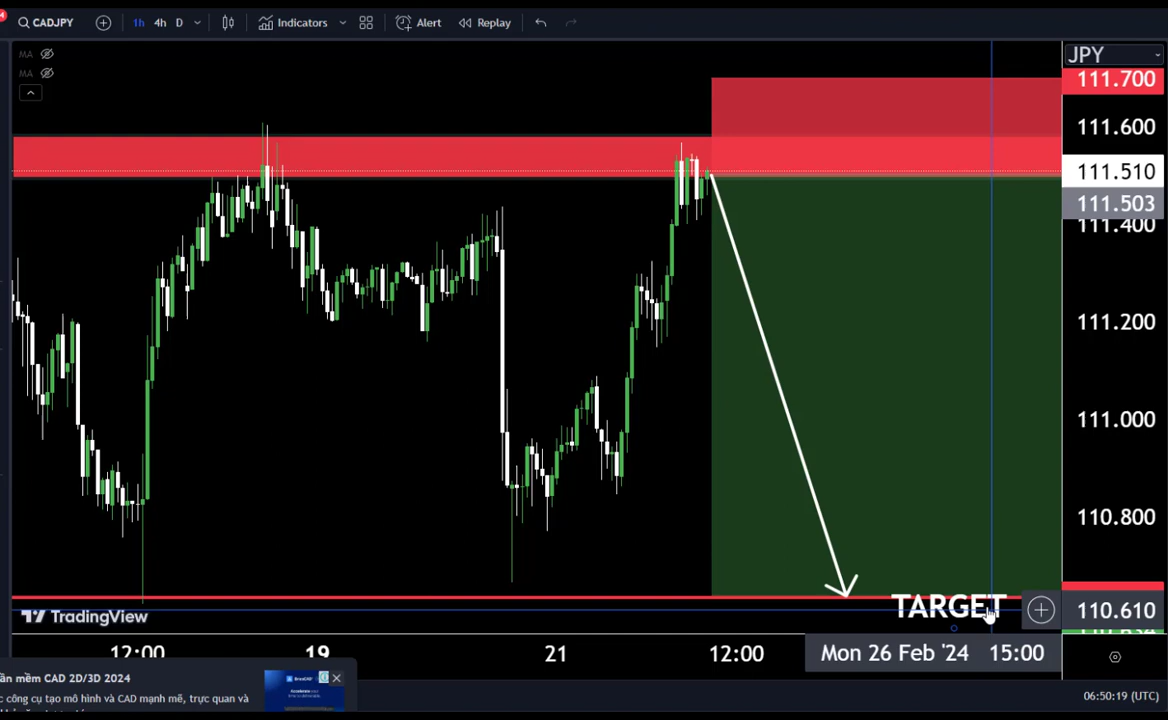 CADJPY
1h 4h D
Indicators
Alert
Replay
MA
MA
JPY
111.700
111.600
111.510
111.503
111.400
111.200
111.000
110.800
110.610
TARGET
TradingView
12:00 19 21 12:00 Mon 26 Feb '24 15:00
ần mềm CAD 2D/3D 2024
c công cụ tạo mô hình và CAD mạnh mẽ, trực quan và
06:50:19 (UTC)